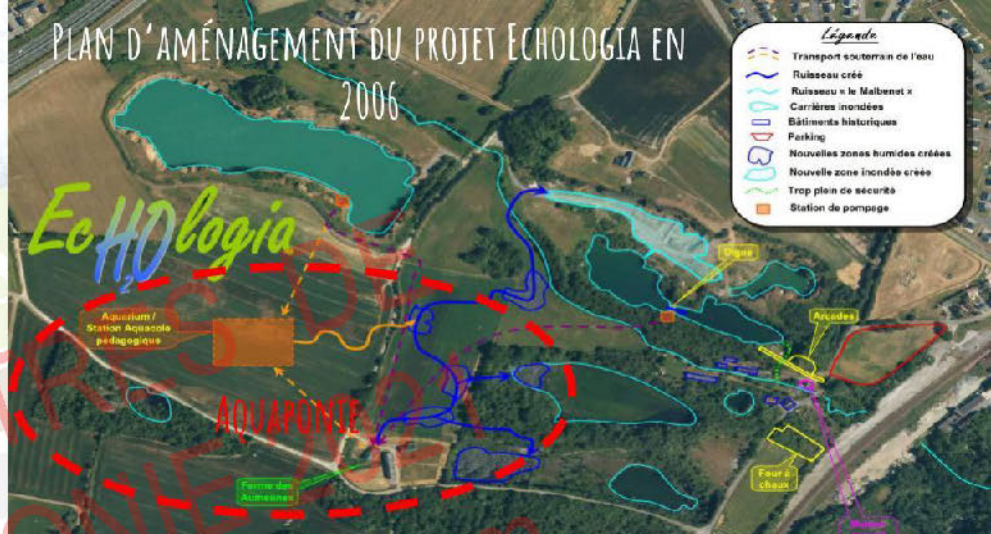 PLAN D'AMÉNAGEMENT DU PROJET ECHOLOGIA EN
2006
Légende
Transport souterrain de l'eau
Ruisseau créé
Ruisseau « le Malbenet »
Carrières inondées
Bâtiments historiques
Parking
Nouvelles zones humides créées
Nouvelle zone inondée créée
Trop plein de sécurité
Station de pompage
EcH2Ologia
Digue
Aquarium /
Station Aquacole
pédagogique
Arcades
AQUAPONIE
Four à
chaux
Ferme des